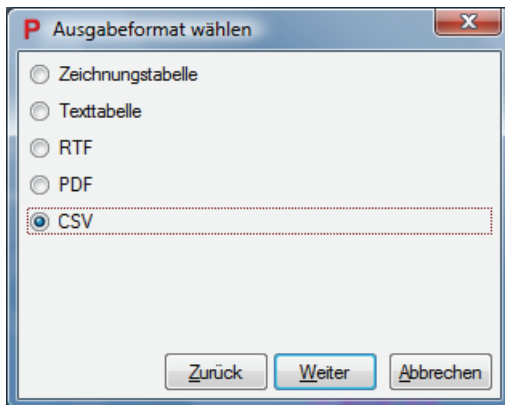 P Ausgabeformat wählen
Zeichnungstabelle
Texttabelle
RTF
PDF
CSV
Zurück Weiter Abbrechen